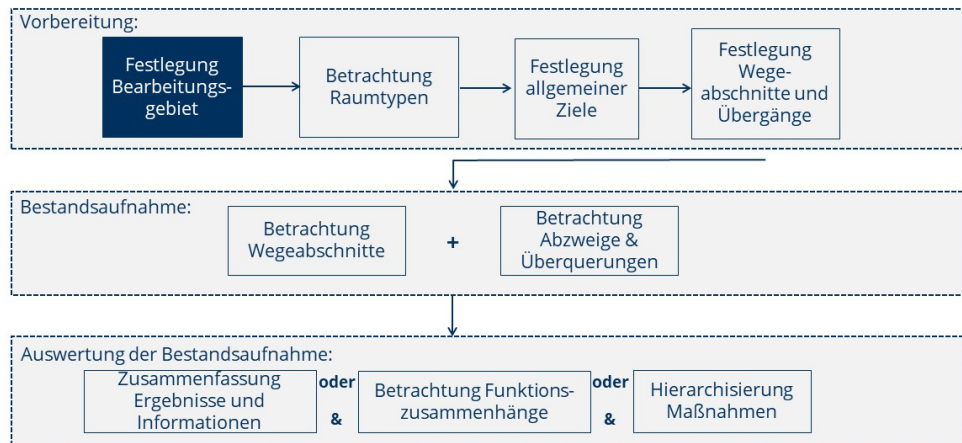 Vorbereitung:
Festlegung
Bearbeitungs-
gebiet
Betrachtung
Raumtypen
Festlegung
allgemeiner
Ziele
Festlegung
Wege-
abschnitte und
Übergänge
Bestandsaufnahme:
Betrachtung
Wegeabschnitte
+
Betrachtung
Abzweige &
Überquerungen
Auswertung der Bestandsaufnahme:
Zusammenfassung
Ergebnisse und
Informationen
oder
&
Betrachtung Funktions-
zusammenhänge
oder
&
Hierarchisierung
Maßnahmen